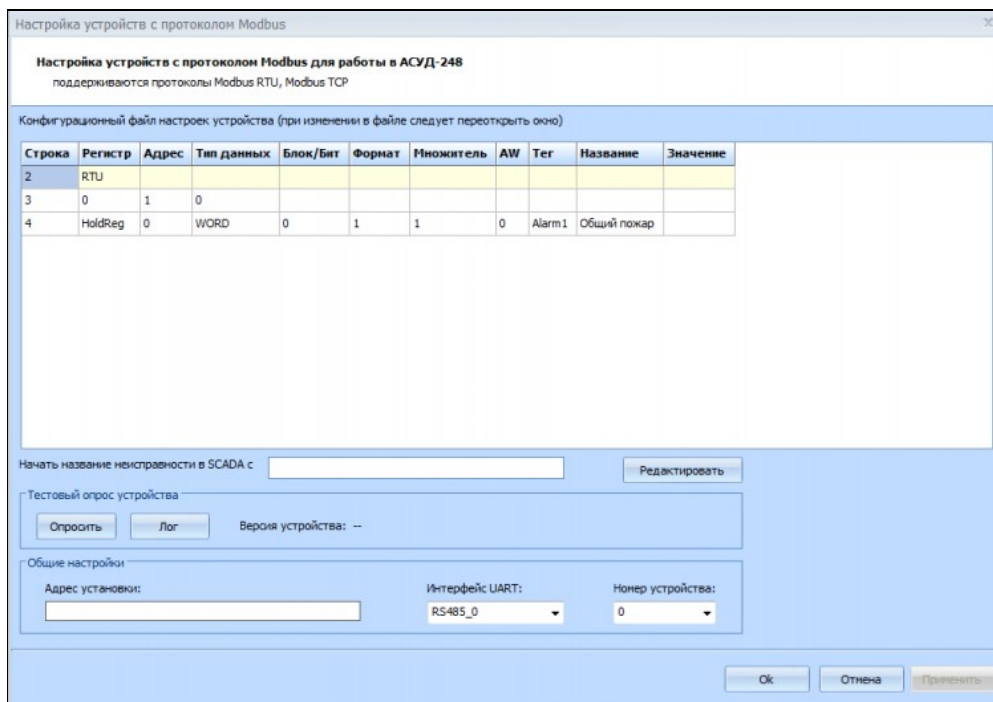 Настройка устройств с протоколом Modbus
Настройка устройств с протоколом Modbus для работы в АСУД-248
поддерживаются протоколы Modbus RTU, Modbus TCP
Конфигурационный файл настроек устройства (при изменении в файле следует переоткрыть окно)
Строка Регистр Адрес Тип данных Блок/Бит Формат Множитель AW Тег Название Значение
2 RTU
3 0 1 0
4 HoldReg 0 WORD 0 1 1 0 Alarm1 Общий пожар
Начать название неисправности в SCADA с
Редактировать
Тестовый опрос устройства
Опросить Лог Версия устройства: --
Общие настройки
Адрес установки: Интерфейс UART: Номер устройства:
RS485_0 0
Ok Отмена Применить